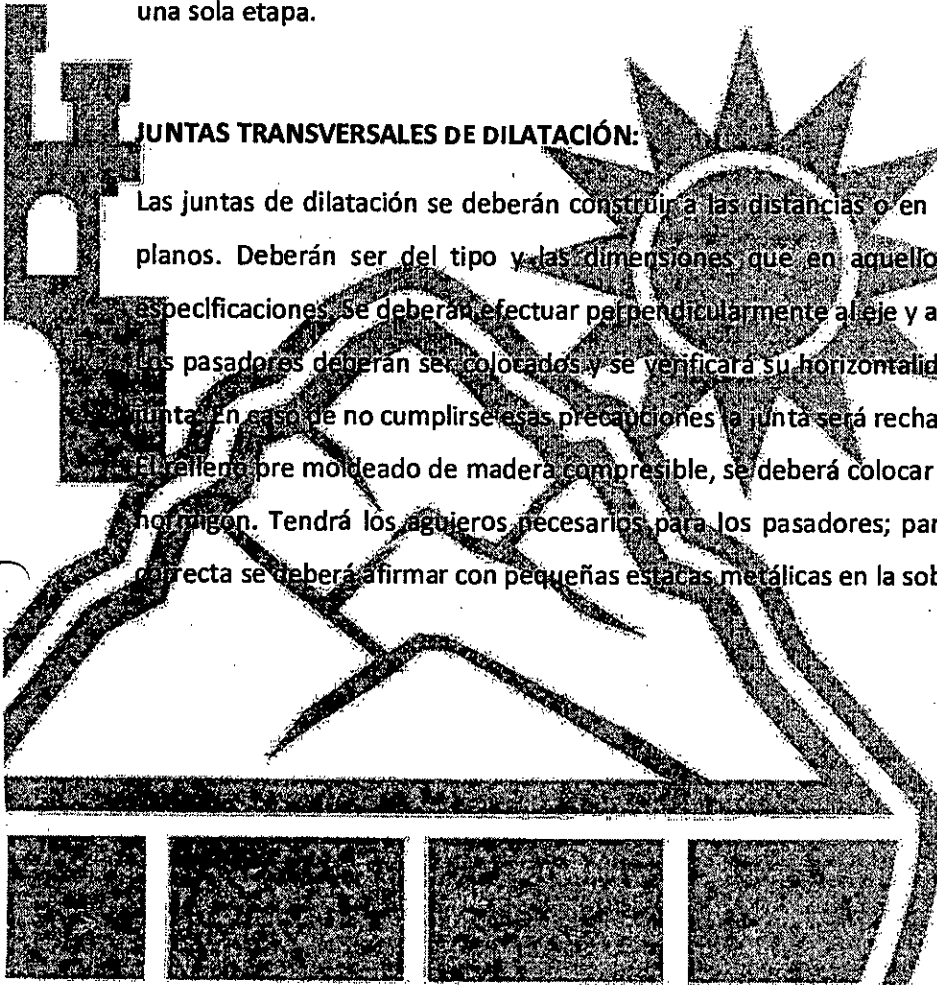 una sola etapa.
JUNTAS TRANSVERSALES DE DILATACIÓN:
Las juntas de dilatación se deberán construir a las distancias o en
planos. Deberán ser del tipo y las dimensiones que en aquello
especificaciones. Se deberán efectuar perpendicularmente al eje y a
Los pasadores deberán ser colocados y se verificara su horizontalid
junta. En caso de no cumplirse esas precauciones la junta será recha
El relleno pre moldeado de madera compresible, se deberá colocar
hormigón. Tendrá los agujeros necesarios para los pasadores; par
correcta se deberá afirmar con pequeñas estacas metálicas en la sob